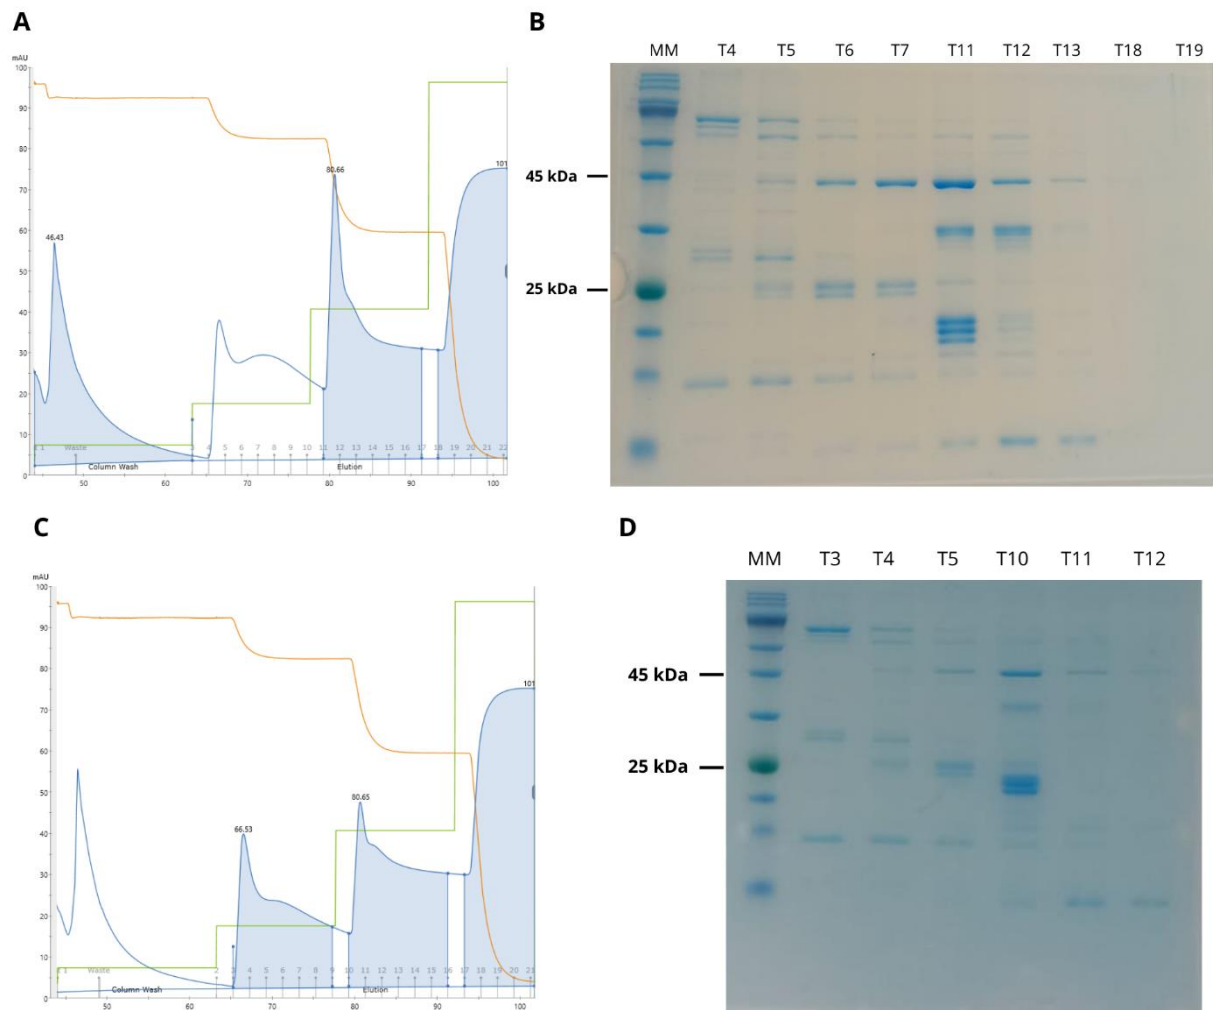 A
mAU
100
90
80
70
60
50
40
30
20
10
0
46.43
80.66
101
Waste
3 4 5 6 7 8 9 10 11 12 13 14 15 16 17 18 19 20 21 22
Column Wash
Elution
50 60 70 80 90 100
B
MM T4 T5 T6 T7 T11 T12 T13 T18 T19
45 kDa
25 kDa
C
mAU
100
90
80
70
60
50
40
30
20
10
0
66.53
80.65
101
1 Waste 2 3 4 5 6 7 8 9 10 11 12 13 14 15 16 17 18 19 20 21
Column Wash
Elution
60 70 80 90 100
D
MM T3 T4 T5 T10 T11 T12
45 kDa
25 kDa